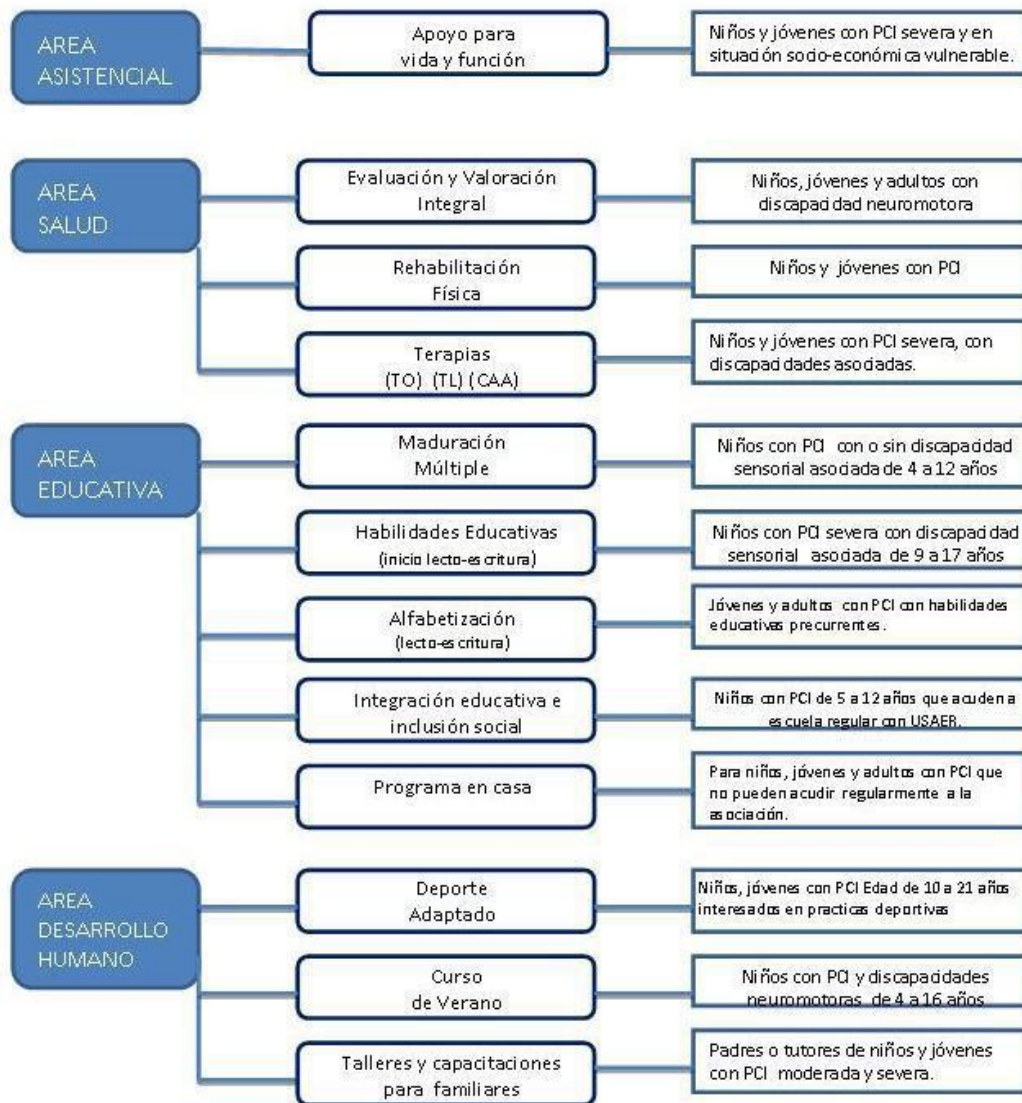 AREA
ASISTENCIAL
Apoyo para
vida y función
Niños y jóvenes con PCI severa y en
situación socio-económica vulnerable.
AREA
SALUD
Evaluación y Valoración
Integral
Niños, jóvenes y adultos con
discapacidad neuromotora
Rehabilitación
Física
Niños y jóvenes con PCI
Terapias
(TO) (TL) (CAA)
Niños y jóvenes con PCI severa, con
discapacidades asociadas.
AREA
EDUCATIVA
Maduración
Múltiple
Niños con PCI con o sin discapacidad
sensorial asociada de 4 a 12 años
Habilidades Educativas
(inicio lecto-escritura)
Niños con PCI severa con discapacidad
sensorial asociada de 9 a 17 años
Alfabetización
(lecto-escritura)
Jóvenes y adultos con PCI con habilidades
educativas precurrentes.
Integración educativa e
inclusión social
Niños con PCI de 5 a 12 años que acuden a
escuela regular con USAER.
Programa en casa
Para niños, jóvenes y adultos con PCI que
no pueden acudir regularmente a la
asociación.
AREA
DESARROLLO
HUMANO
Deporte
Adaptado
Niños, jóvenes con PCI Edad de 10 a 21 años
interesados en practicas deportivas
Curso
de Verano
Niños con PCI y discapacidades
neuromotoras de 4 a 16 años
Talleres y capacitaciones
para familiares
Padres o tutores de niños y jóvenes
con PCI moderada y severa.